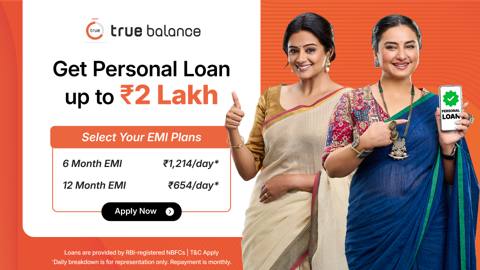 true
true balance
Get Personal Loan
up to ₹2 Lakh
Select Your EMI Plans
6 Month EMI ₹1,214/day*
12 Month EMI ₹654/day*
Apply Now
PERSONAL
LOAN
Loans are provided by RBI-registered NBFCs | T&C Apply
*Daily breakdown is for representation only. Repayment is monthly.